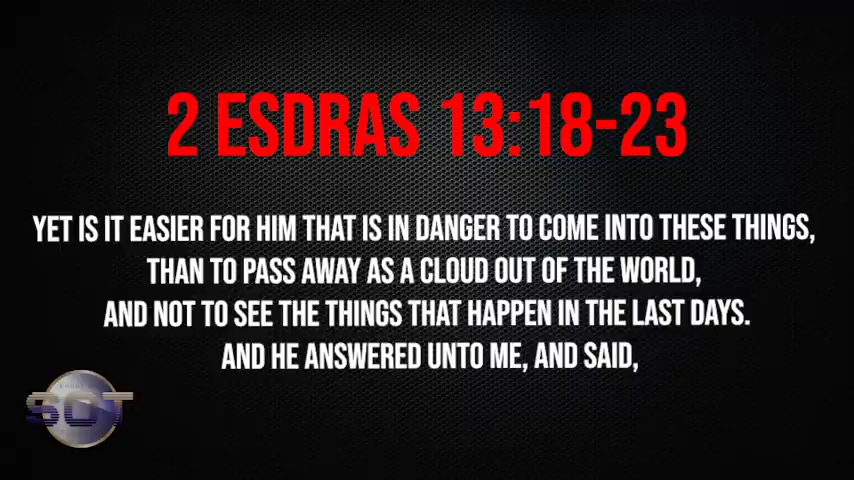 2 ESDRAS 13:18-23
YET IS IT EASIER FOR HIM THAT IS IN DANGER TO COME INTO THESE THINGS,
THAN TO PASS AWAY AS A CLOUD OUT OF THE WORLD,
AND NOT TO SEE THE THINGS THAT HAPPEN IN THE LAST DAYS.
AND HE ANSWERED UNTO ME, AND SAID,
SOT